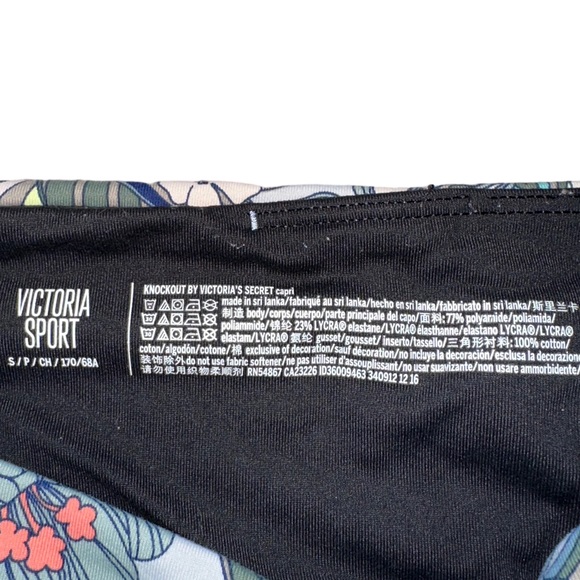 VICTORIA
SPORT
S / P / CH / 170/68A
KNOCKOUT BY VICTORIA'S SECRET capri
made in sri lanka/fabriqué au sri lanka/hecho en sri lanka/fabbricato in sri lanka/斯里兰卡
制造 body/corps/cuerpo/parte principale del capo/面料: 77% polyamide/poliamida/
poliammide/锦纶 23% LYCRA® elastane/LYCRA® élasthanne/elastano LYCRA®/LYCRA®
elastam/LYCRA®氨纶 gusset/gousset/inserto/tassello/三角形衬料: 100% cotton/
coton/algodón/cotone/棉 exclusive of decoration/sauf décoration/no incluye la decoración/esclusa la decorazione
装饰除外 do not use fabric softener/ne pas utiliser d'assouplissant/no usar suavizante/non usare ammorbidente/
请勿使用织物柔顺剂 RN54867 CA23226 ID36009463 340912 12 16